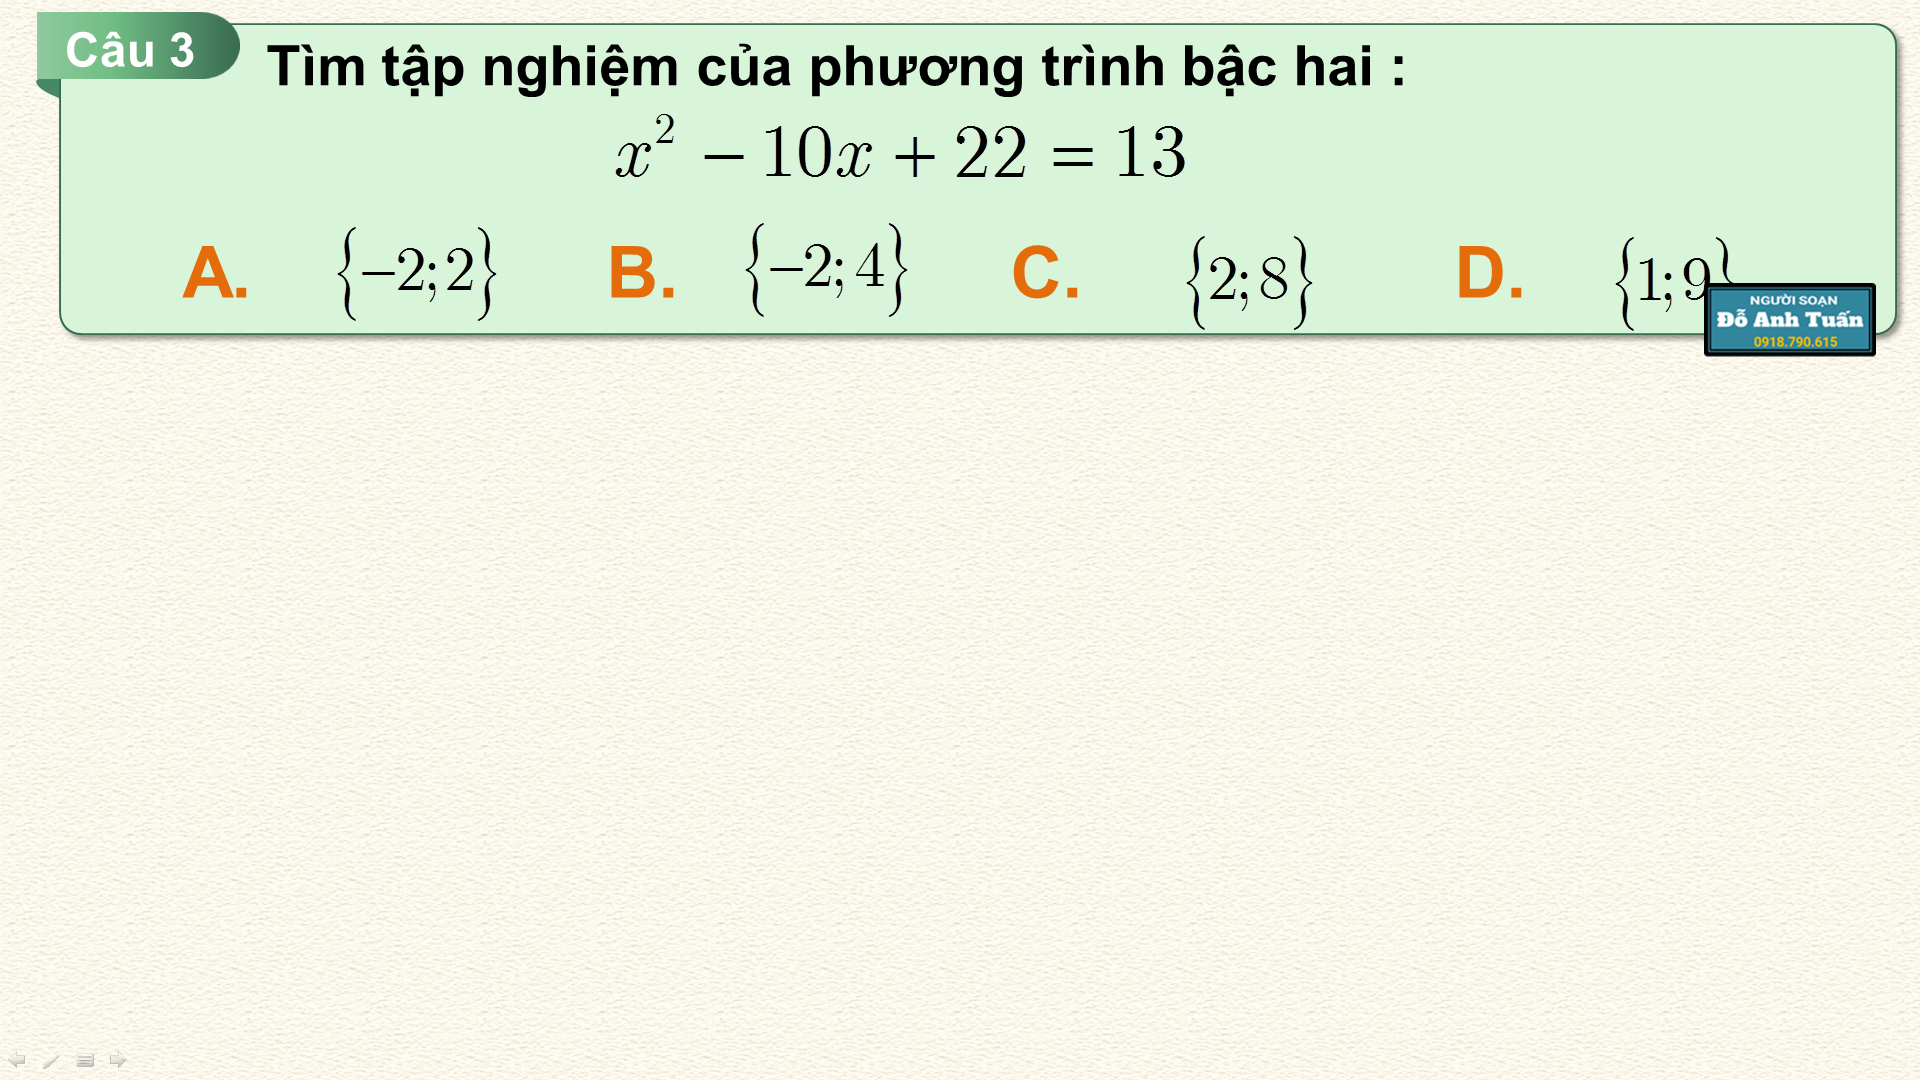 Câu 3
Tìm tập nghiệm của phương trình bậc hai :
x² − 10x + 22 = 13
A. {−2; 2} B. {−2; 4} C. {2; 8} D. {1; 9}
NGƯỜI SOẠN
Đỗ Anh Tuấn
0918.790.615